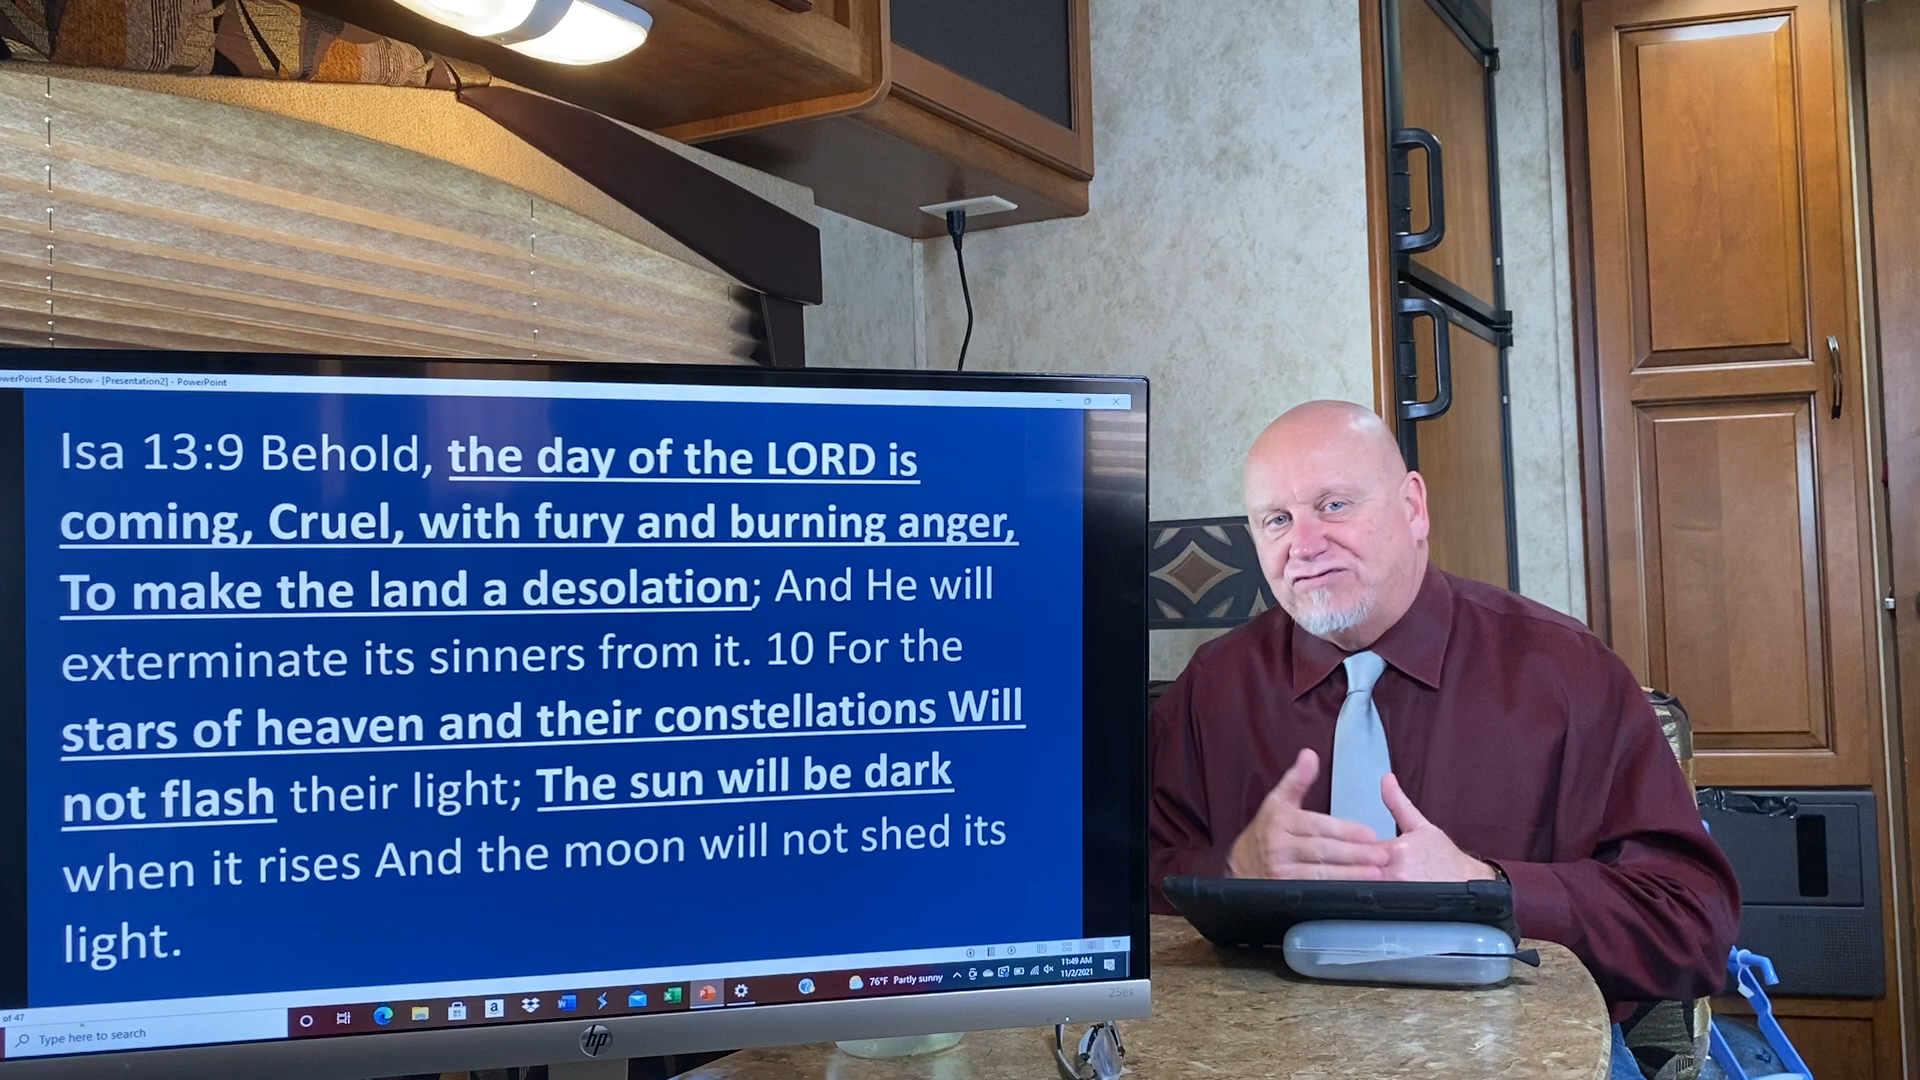 PowerPoint Slide Show - [Presentation2] - PowerPoint
Isa 13:9 Behold, the day of the LORD is
coming, Cruel, with fury and burning anger,
To make the land a desolation; And He will
exterminate its sinners from it. 10 For the
stars of heaven and their constellations Will
not flash their light; The sun will be dark
when it rises And the moon will not shed its
light.
of 47
Type here to search
a
76°F Partly sunny
11:49 AM
11/2/2021
hp
25es